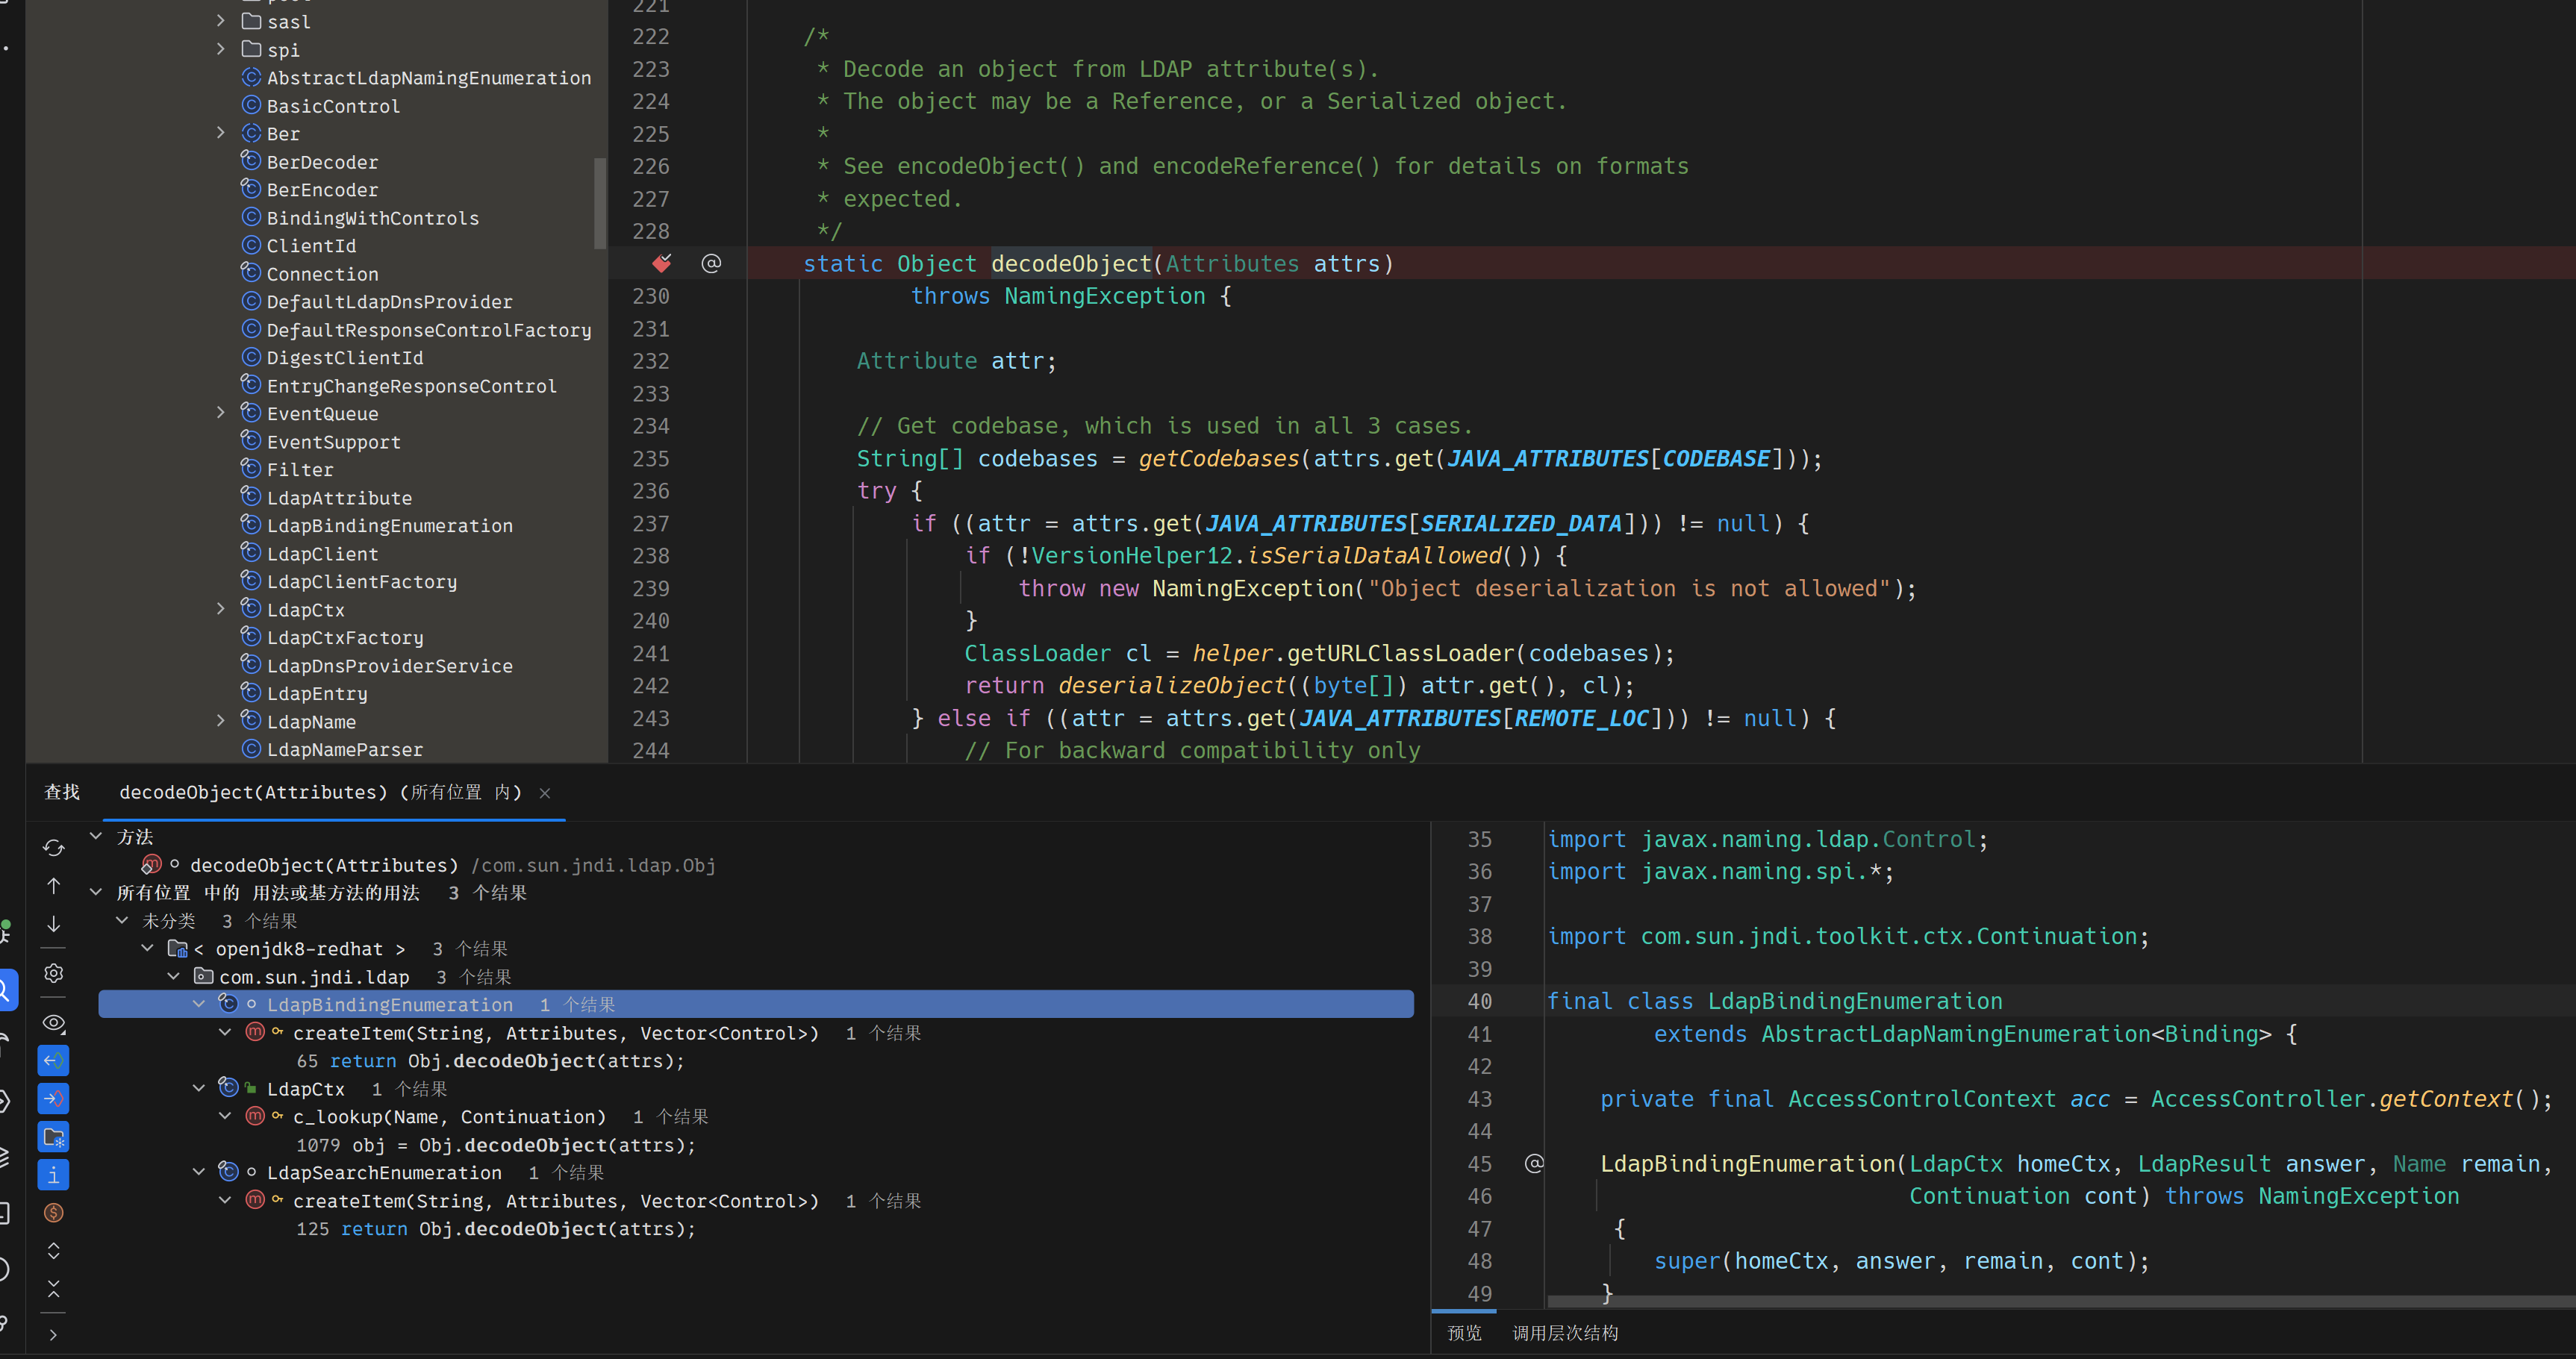 sasl
spi
AbstractLdapNamingEnumeration
BasicControl
Ber
BerDecoder
BerEncoder
BindingWithControls
ClientId
Connection
DefaultLdapDnsProvider
DefaultResponseControlFactory
DigestClientId
EntryChangeResponseControl
EventQueue
EventSupport
Filter
LdapAttribute
LdapBindingEnumeration
LdapClient
LdapClientFactory
LdapCtx
LdapCtxFactory
LdapDnsProviderService
LdapEntry
LdapName
LdapNameParser
221
222 /*
223 * Decode an object from LDAP attribute(s).
224 * The object may be a Reference, or a Serialized object.
225 *
226 * See encodeObject() and encodeReference() for details on formats
227 * expected.
228 */
static Object decodeObject(Attributes attrs)
230 throws NamingException {
231
232 Attribute attr;
233
234 // Get codebase, which is used in all 3 cases.
235 String[] codebases = getCodebases(attrs.get(JAVA_ATTRIBUTES[CODEBASE]));
236 try {
237 if ((attr = attrs.get(JAVA_ATTRIBUTES[SERIALIZED_DATA])) != null) {
238 if (!VersionHelper12.isSerialDataAllowed()) {
239 throw new NamingException("Object deserialization is not allowed");
240 }
241 ClassLoader cl = helper.getURLClassLoader(codebases);
242 return deserializeObject((byte[]) attr.get(), cl);
243 } else if ((attr = attrs.get(JAVA_ATTRIBUTES[REMOTE_LOC])) != null) {
244 // For backward compatibility only
查找 decodeObject(Attributes) (所有位置 内) ×
方法
decodeObject(Attributes) /com.sun.jndi.ldap.Obj
所有位置 中的 用法或基方法的用法 3 个结果
未分类 3 个结果
< openjdk8-redhat > 3 个结果
com.sun.jndi.ldap 3 个结果
LdapBindingEnumeration 1 个结果
createItem(String, Attributes, Vector<Control>) 1 个结果
65 return Obj.decodeObject(attrs);
LdapCtx 1 个结果
c_lookup(Name, Continuation) 1 个结果
1079 obj = Obj.decodeObject(attrs);
LdapSearchEnumeration 1 个结果
createItem(String, Attributes, Vector<Control>) 1 个结果
125 return Obj.decodeObject(attrs);
35 import javax.naming.ldap.Control;
36 import javax.naming.spi.*;
37
38 import com.sun.jndi.toolkit.ctx.Continuation;
39
40 final class LdapBindingEnumeration
41 extends AbstractLdapNamingEnumeration<Binding> {
42
43 private final AccessControlContext acc = AccessController.getContext();
44
45 LdapBindingEnumeration(LdapCtx homeCtx, LdapResult answer, Name remain,
46 Continuation cont) throws NamingException
47 {
48 super(homeCtx, answer, remain, cont);
49 }
预览 调用层次结构